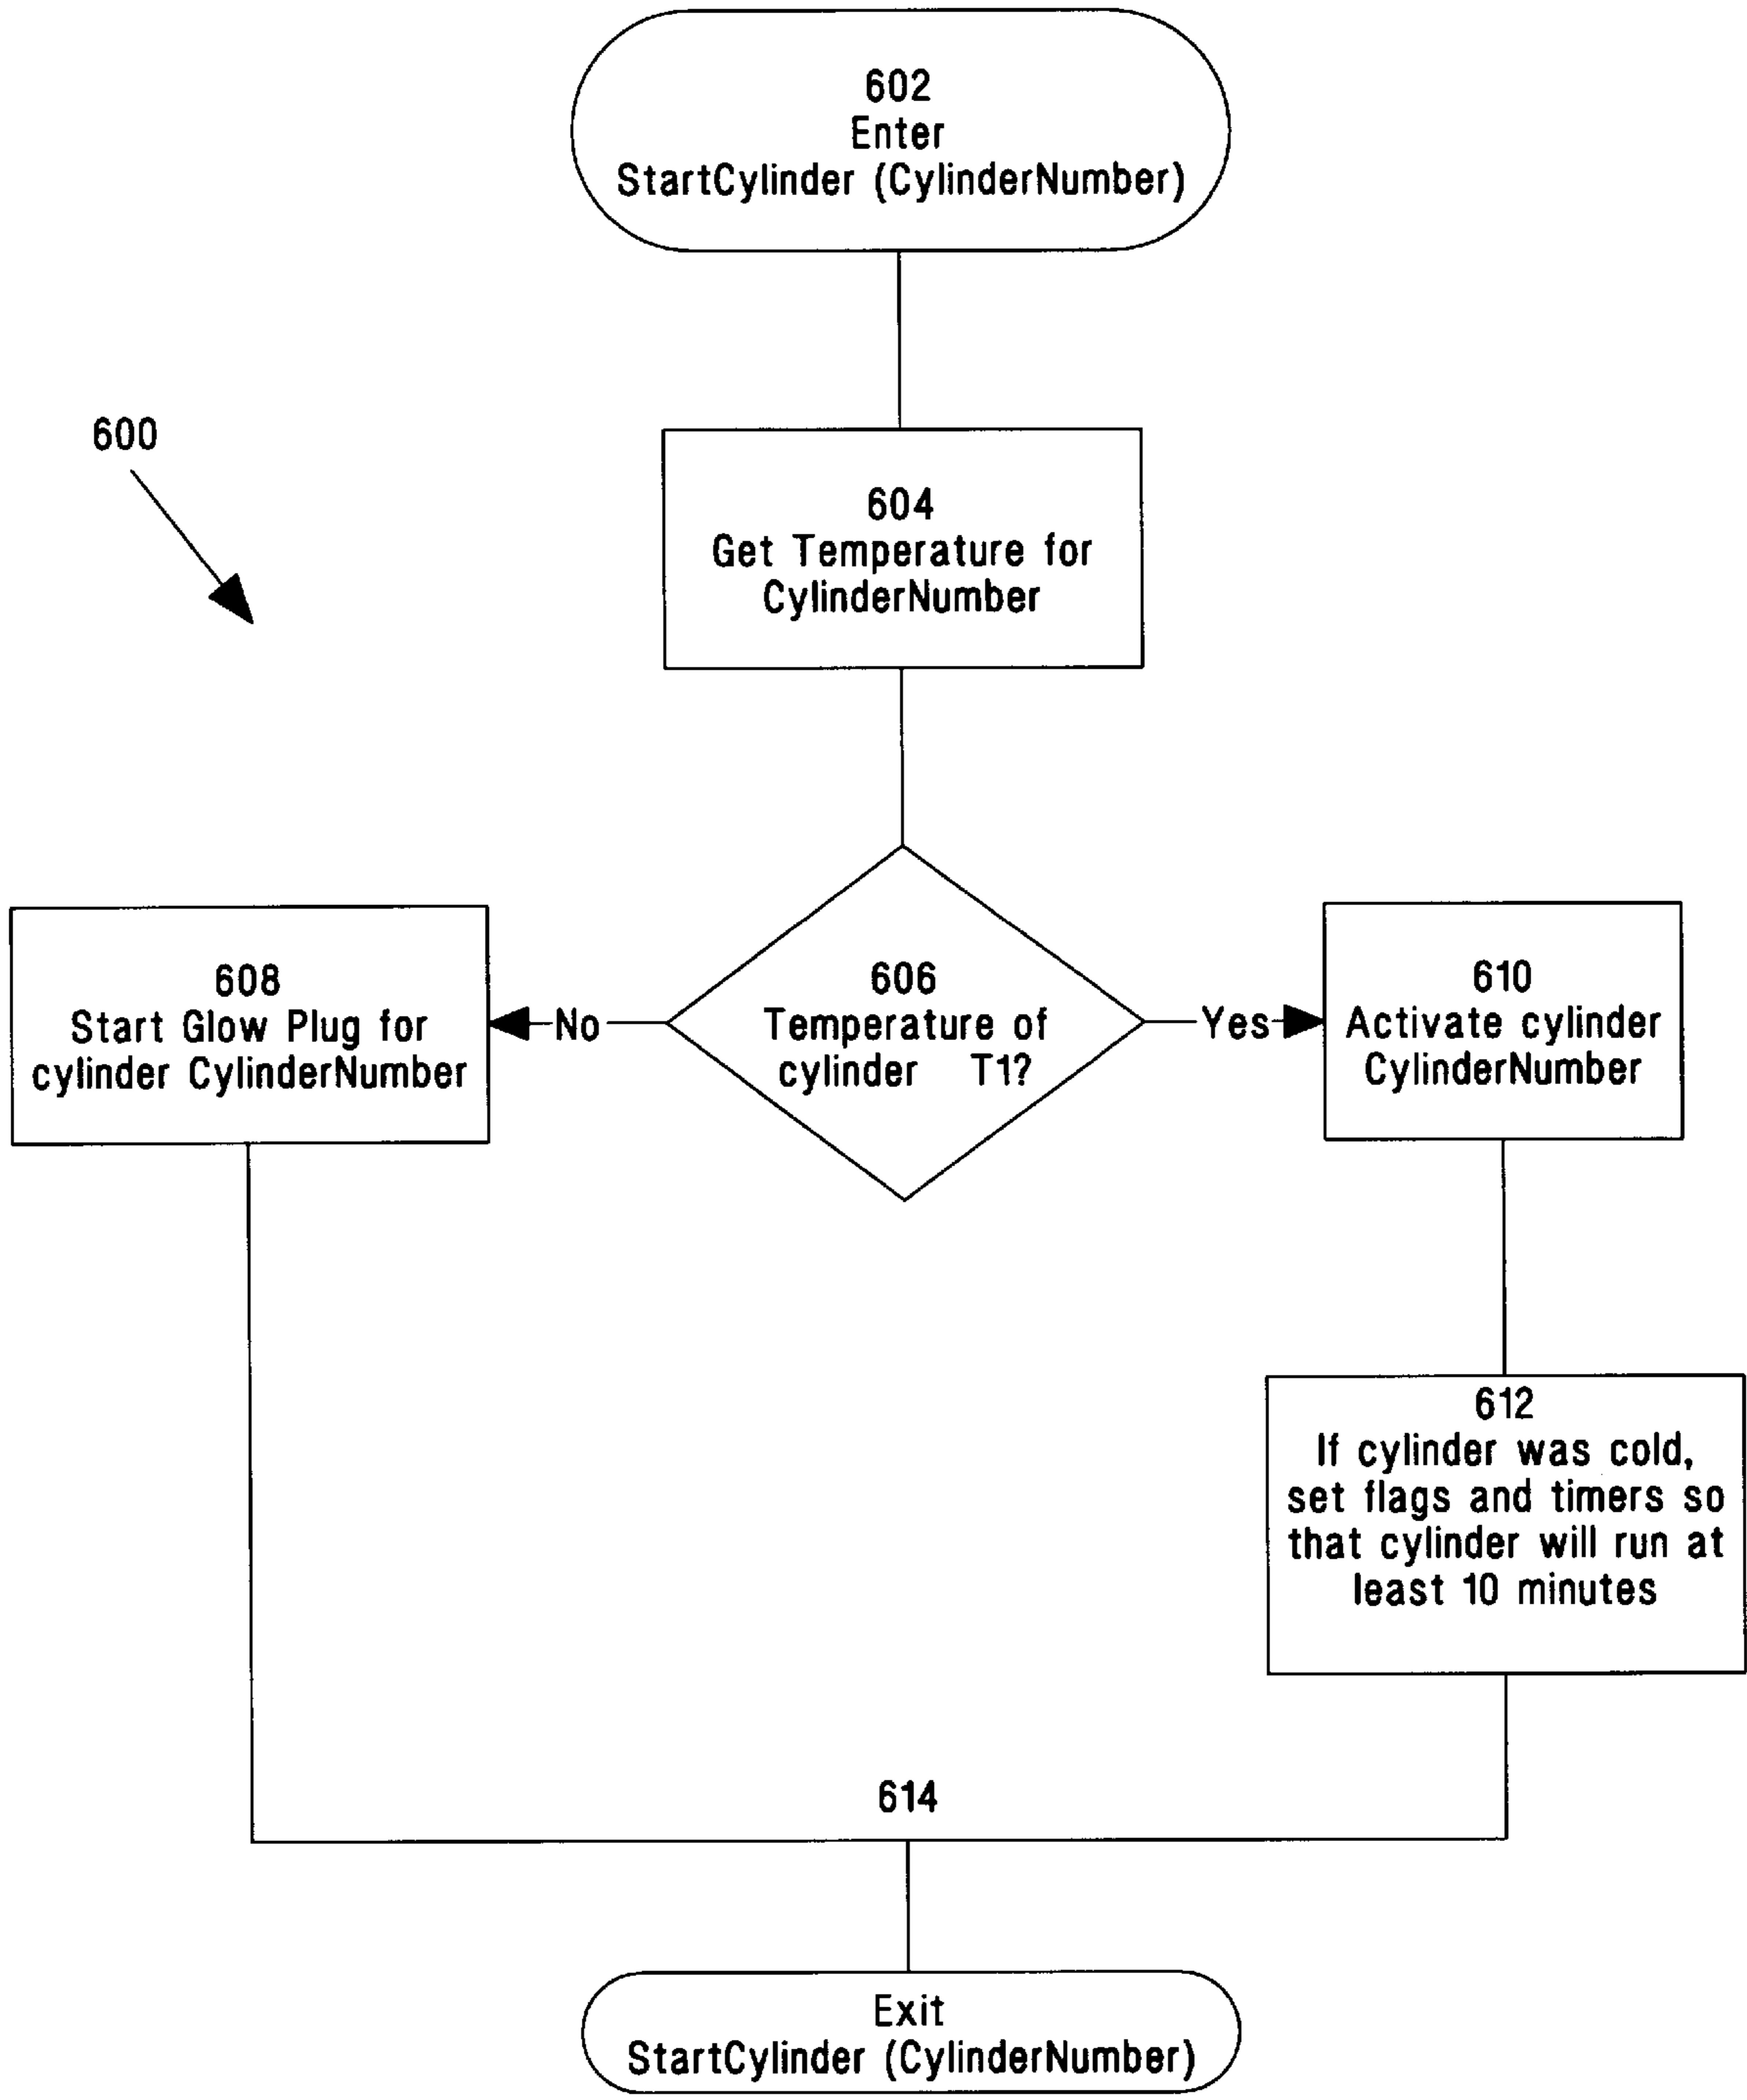 602
Enter
StartCylinder (CylinderNumber)
600
604
Get Temperature for
CylinderNumber
608
Start Glow Plug for
cylinder CylinderNumber
No
606
Temperature of
cylinder T1?
Yes
610
Activate cylinder
CylinderNumber
612
If cylinder was cold,
set flags and timers so
that cylinder will run at
least 10 minutes
614
Exit
StartCylinder (CylinderNumber)